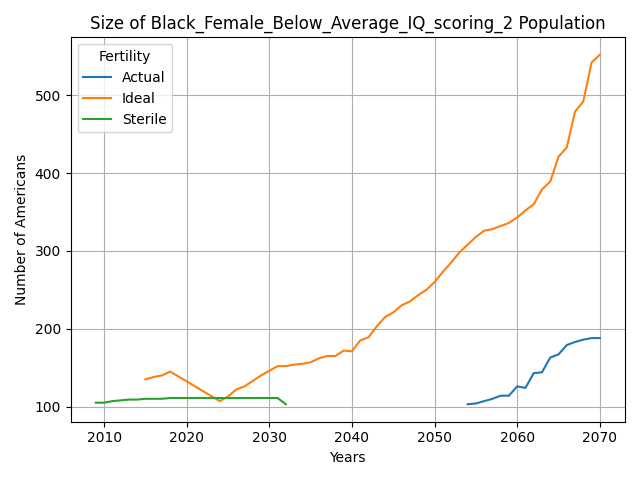 Size of Black_Female_Below_Average_IQ_scoring_2 Population
Fertility
Actual
Ideal
Sterile
Number of Americans
500
400
300
200
100
2010 2020 2030 2040 2050 2060 2070
Years